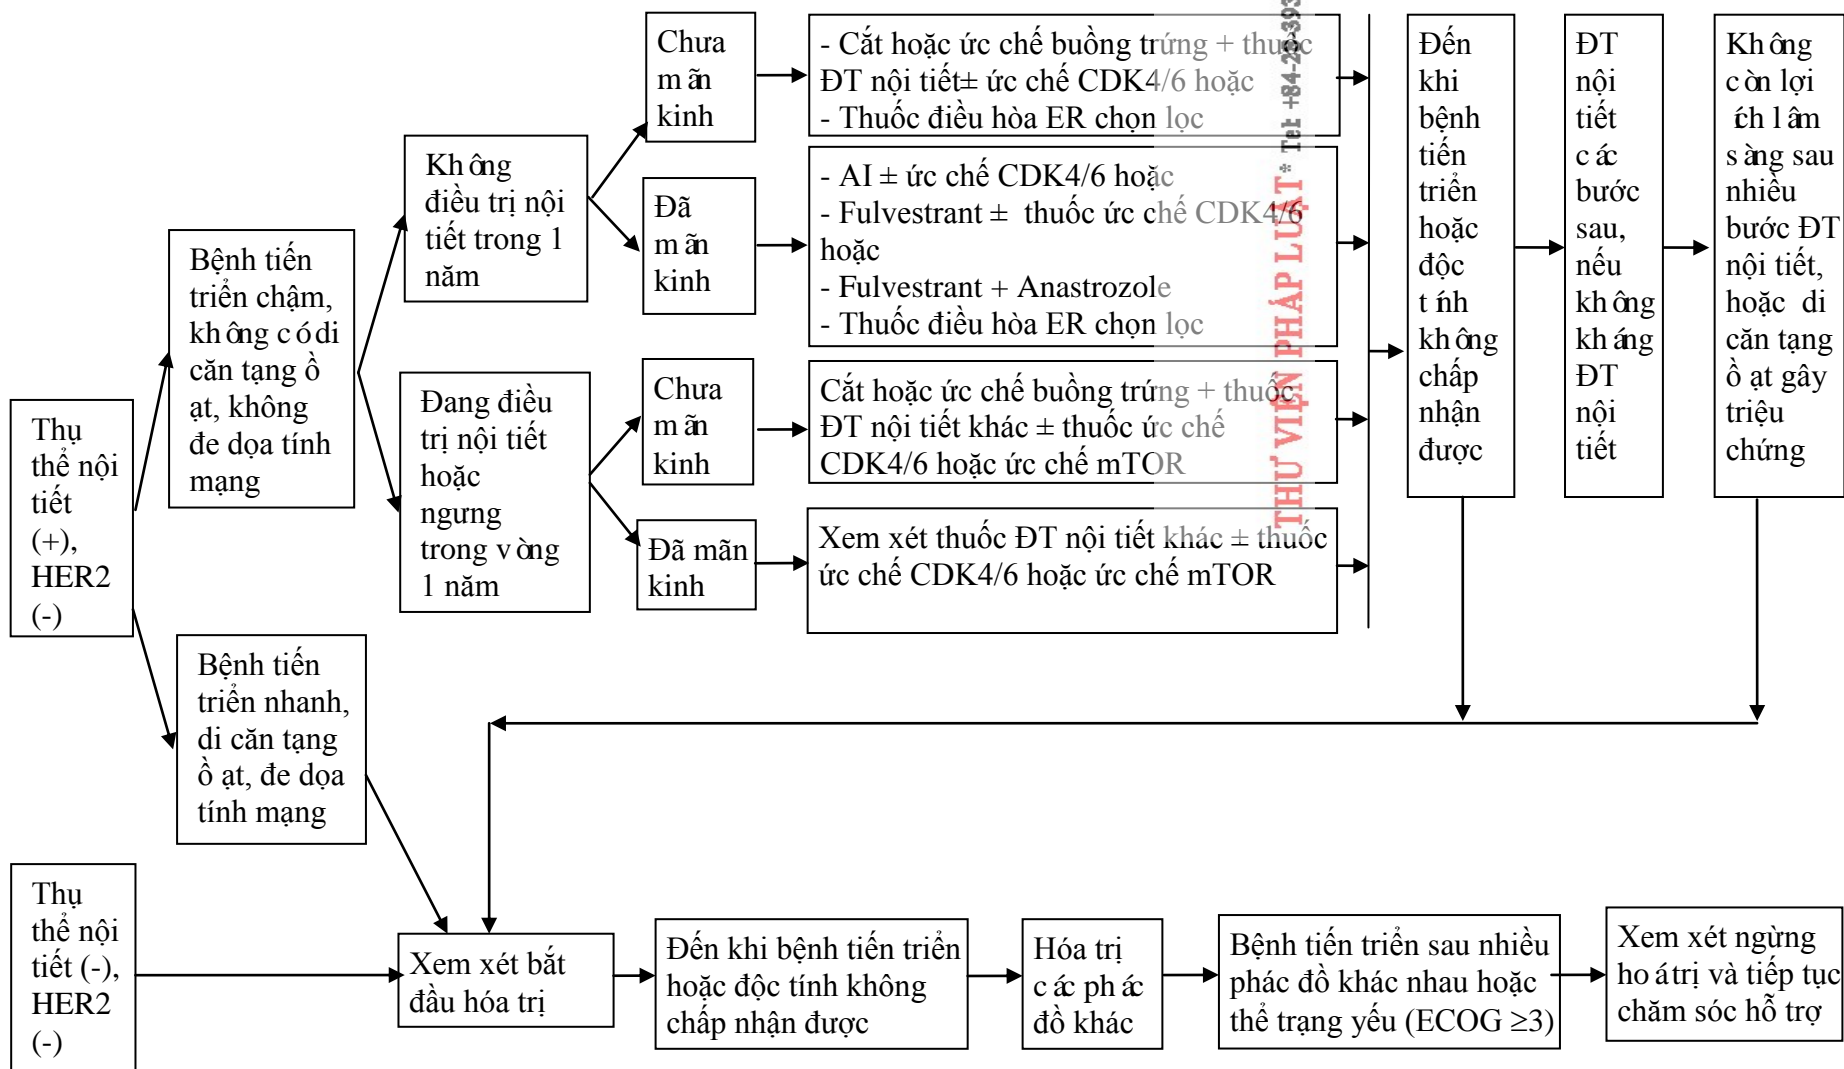 Chưa
mãn
kinh
- Cắt hoặc ức chế buồng trứng + thuốc
ĐT nội tiết± ức chế CDK4/6 hoặc
- Thuốc điều hòa ER chọn lọc
Không
điều trị nội
tiết trong 1
năm
Đã
mãn
kinh
- AI ± ức chế CDK4/6 hoặc
- Fulvestrant ± thuốc ức chế CDK4/6
hoặc
- Fulvestrant + Anastrozole
- Thuốc điều hòa ER chọn lọc
Bệnh tiến
triển chậm,
không có di
căn tạng ồ
ạt, không
đe dọa tính
mạng
Đang điều
trị nội tiết
hoặc
ngưng
trong vòng
1 năm
Chưa
mãn
kinh
Cắt hoặc ức chế buồng trứng + thuốc
ĐT nội tiết khác ± thuốc ức chế
CDK4/6 hoặc ức chế mTOR
Đã mãn
kinh
Xem xét thuốc ĐT nội tiết khác ± thuốc
ức chế CDK4/6 hoặc ức chế mTOR
Đến
khi
bệnh
tiến
triển
hoặc
độc
tính
không
chấp
nhận
được
ĐT
nội
tiết
các
bước
sau,
nếu
không
kháng
ĐT
nội
tiết
Không
còn lợi
ích lâm
sàng sau
nhiều
bước ĐT
nội tiết,
hoặc di
căn tạng
ồ ạt gây
triệu
chứng
Thụ
thể nội
tiết
(+),
HER2
(-)
Bệnh tiến
triển nhanh,
di căn tạng
ồ ạt, đe dọa
tính mạng
Thụ
thể nội
tiết (-),
HER2
(-)
Xem xét bắt
đầu hóa trị
Đến khi bệnh tiến triển
hoặc độc tính không
chấp nhận được
Hóa trị
các phác
đồ khác
Bệnh tiến triển sau nhiều
phác đồ khác nhau hoặc
thể trạng yếu (ECOG ≥3)
Xem xét ngừng
hoá trị và tiếp tục
chăm sóc hỗ trợ
THƯ VIỆN PHÁP LUẬT * Tel: +84-28-393